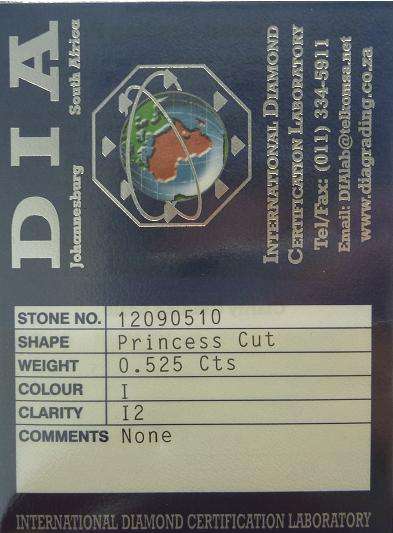 DIA
Johannesburg South Africa
INTERNATIONAL DIAMOND
CERTIFICATION LABORATORY
Tel/Fax: (011) 334-5911
Email: DIAlab@telkomsa.net
www.diagrading.co.za
STONE NO. 12090510
SHAPE Princess Cut
WEIGHT 0.525 Cts
COLOUR I
CLARITY I2
COMMENTS None
INTERNATIONAL DIAMOND CERTIFICATION LABORATORY